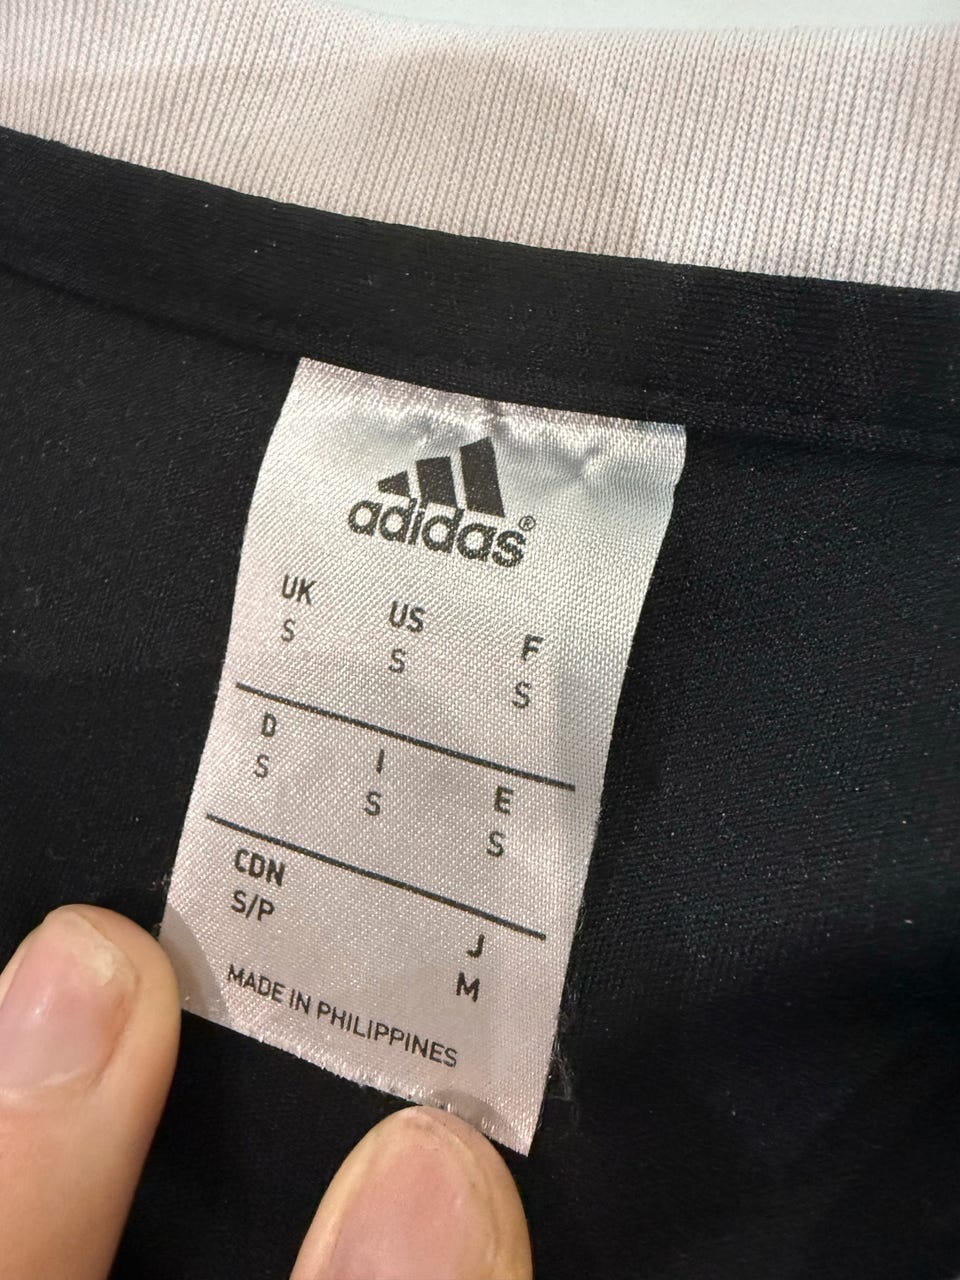 adidas®
UK US F
S S S
D I E
S S S
CDN J
S/P M
MADE IN PHILIPPINES